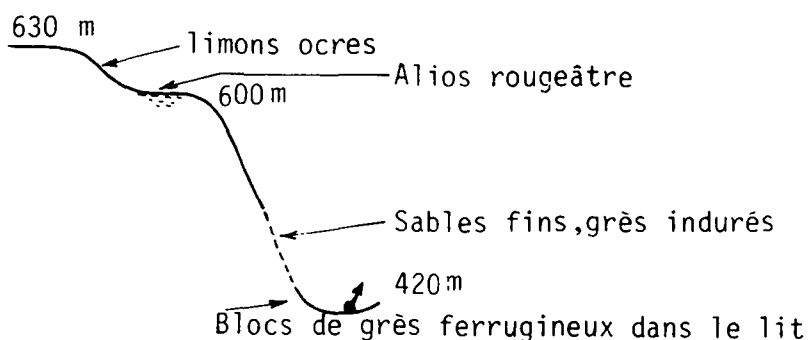 630 m
limons ocres
Alios rougeâtre
600 m
Sables fins, grès indurés
420 m
Blocs de grès ferrugineux dans le lit